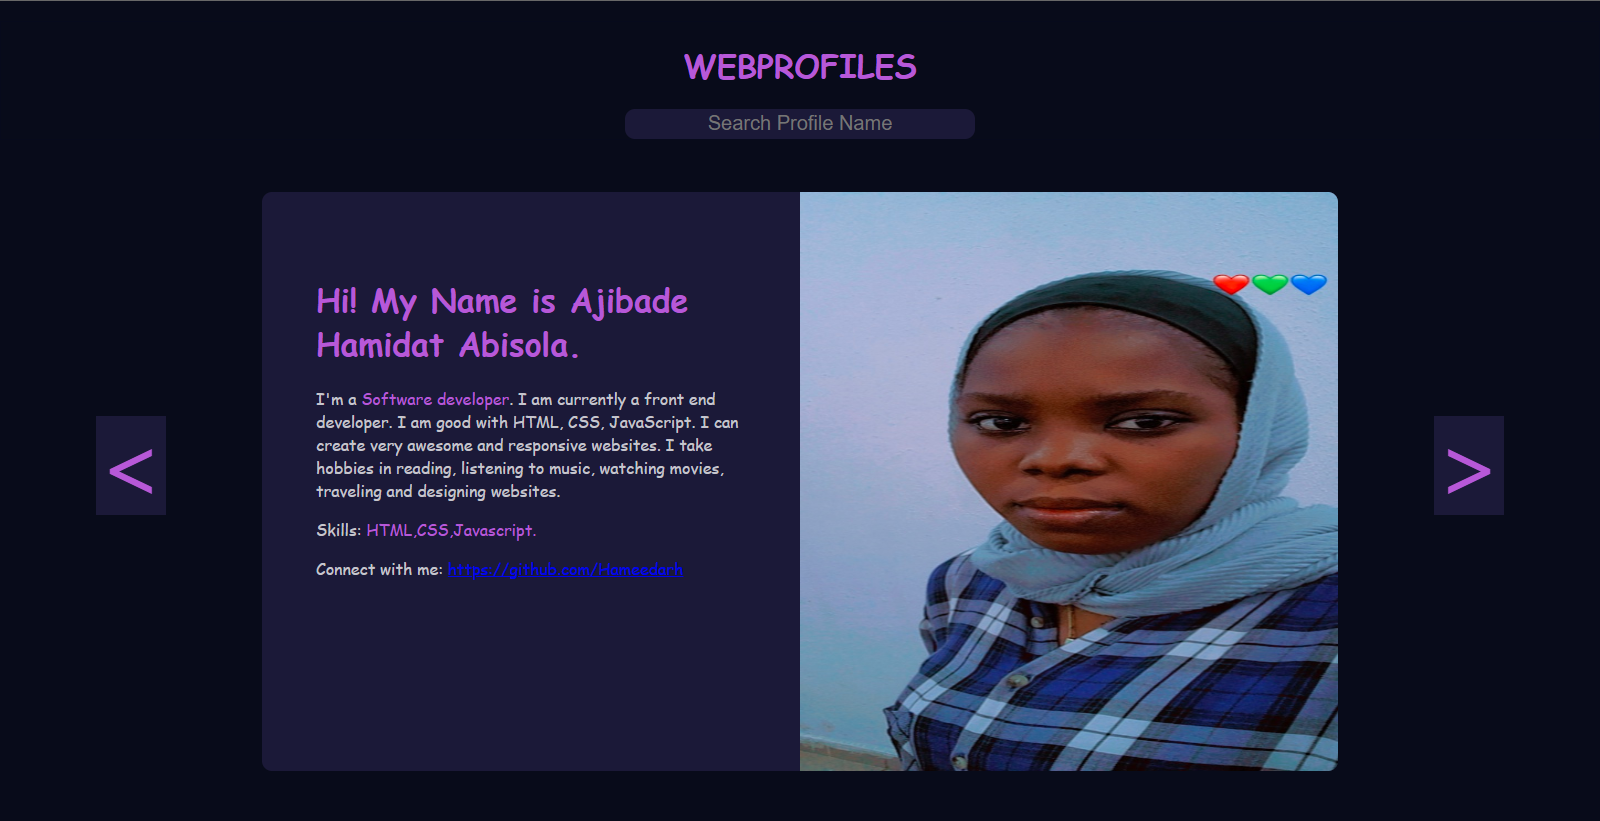 WEBPROFILES
Search Profile Name
Hi! My Name is Ajibade
Hamidat Abisola.
I'm a Software developer. I am currently a front end
developer. I am good with HTML, CSS, JavaScript. I can
create very awesome and responsive websites. I take
hobbies in reading, listening to music, watching movies,
traveling and designing websites.
Skills: HTML,CSS,Javascript.
Connect with me: https://github.com/Homeedarh
<
>